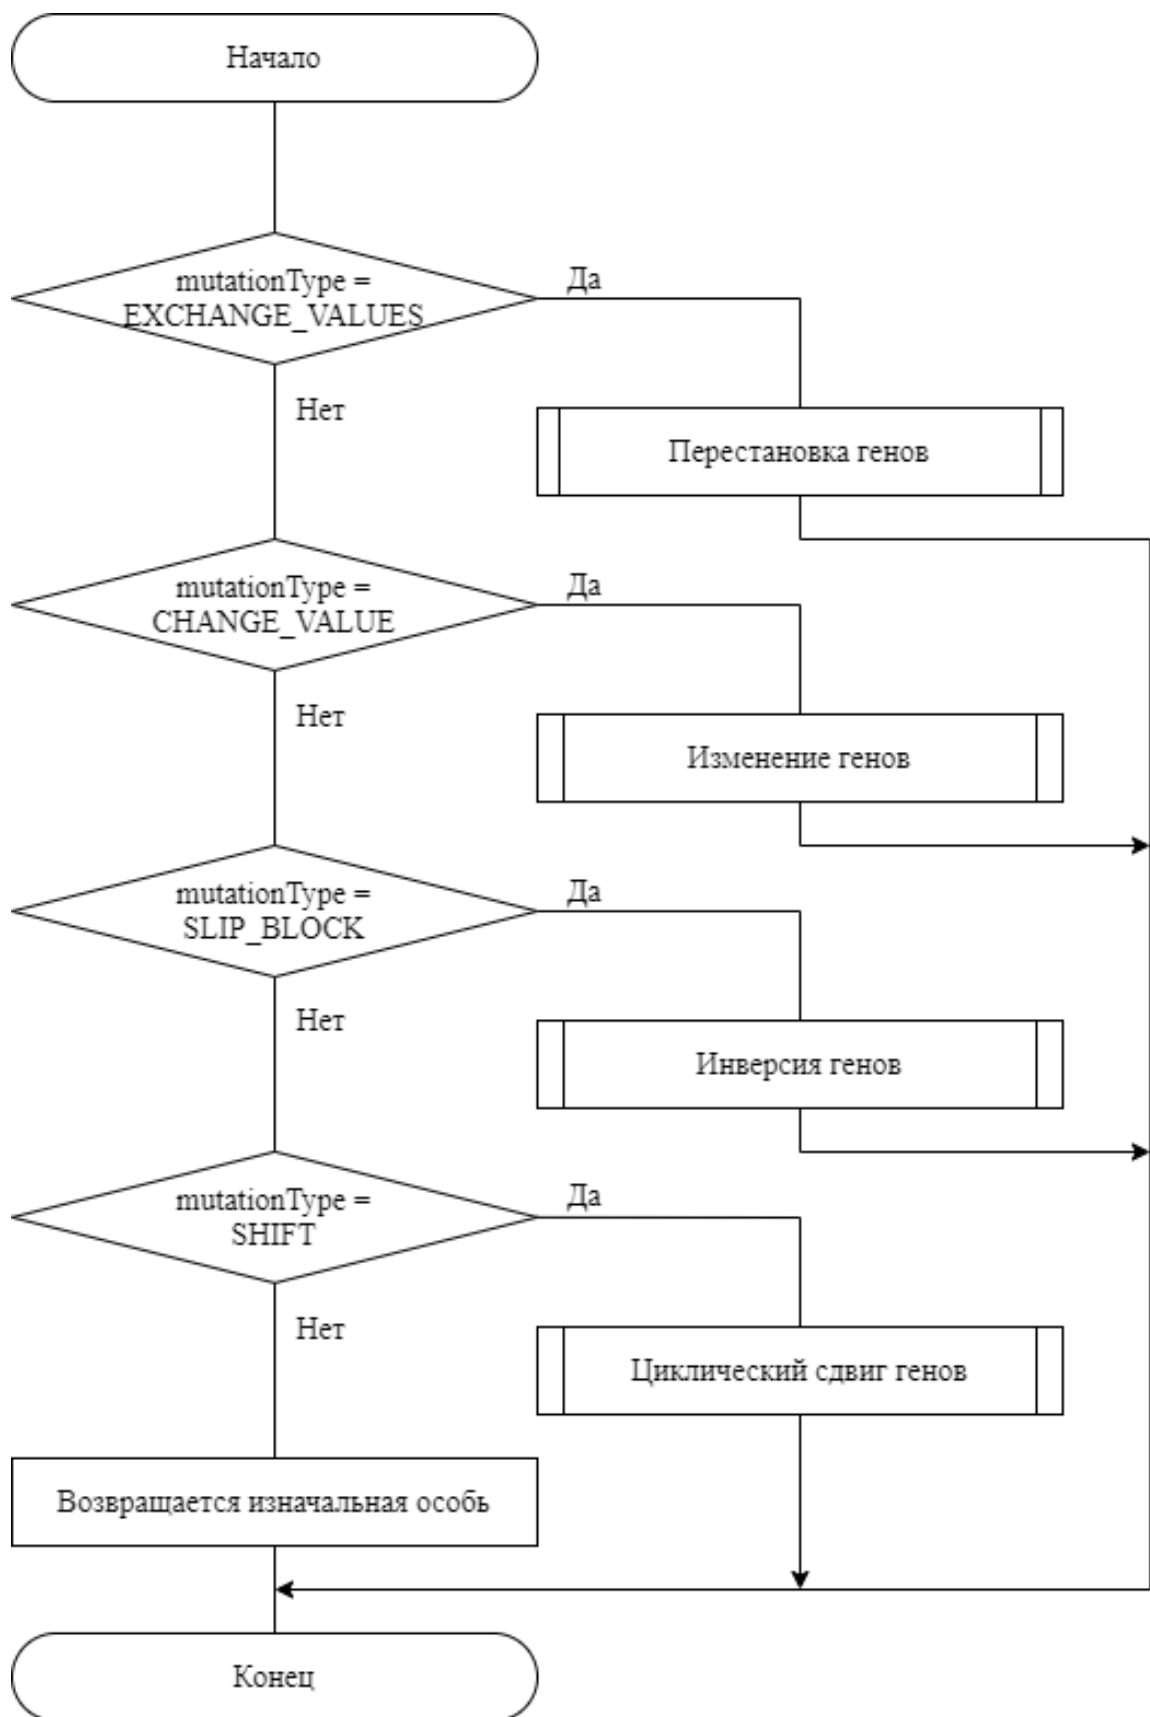 Начало
mutationType =
EXCHANGE_VALUES
Да
Нет
Перестановка генов
mutationType =
CHANGE_VALUE
Да
Нет
Изменение генов
mutationType =
SLIP_BLOCK
Да
Нет
Инверсия генов
mutationType =
SHIFT
Да
Нет
Циклический сдвиг генов
Возвращается изначальная особь
Конец